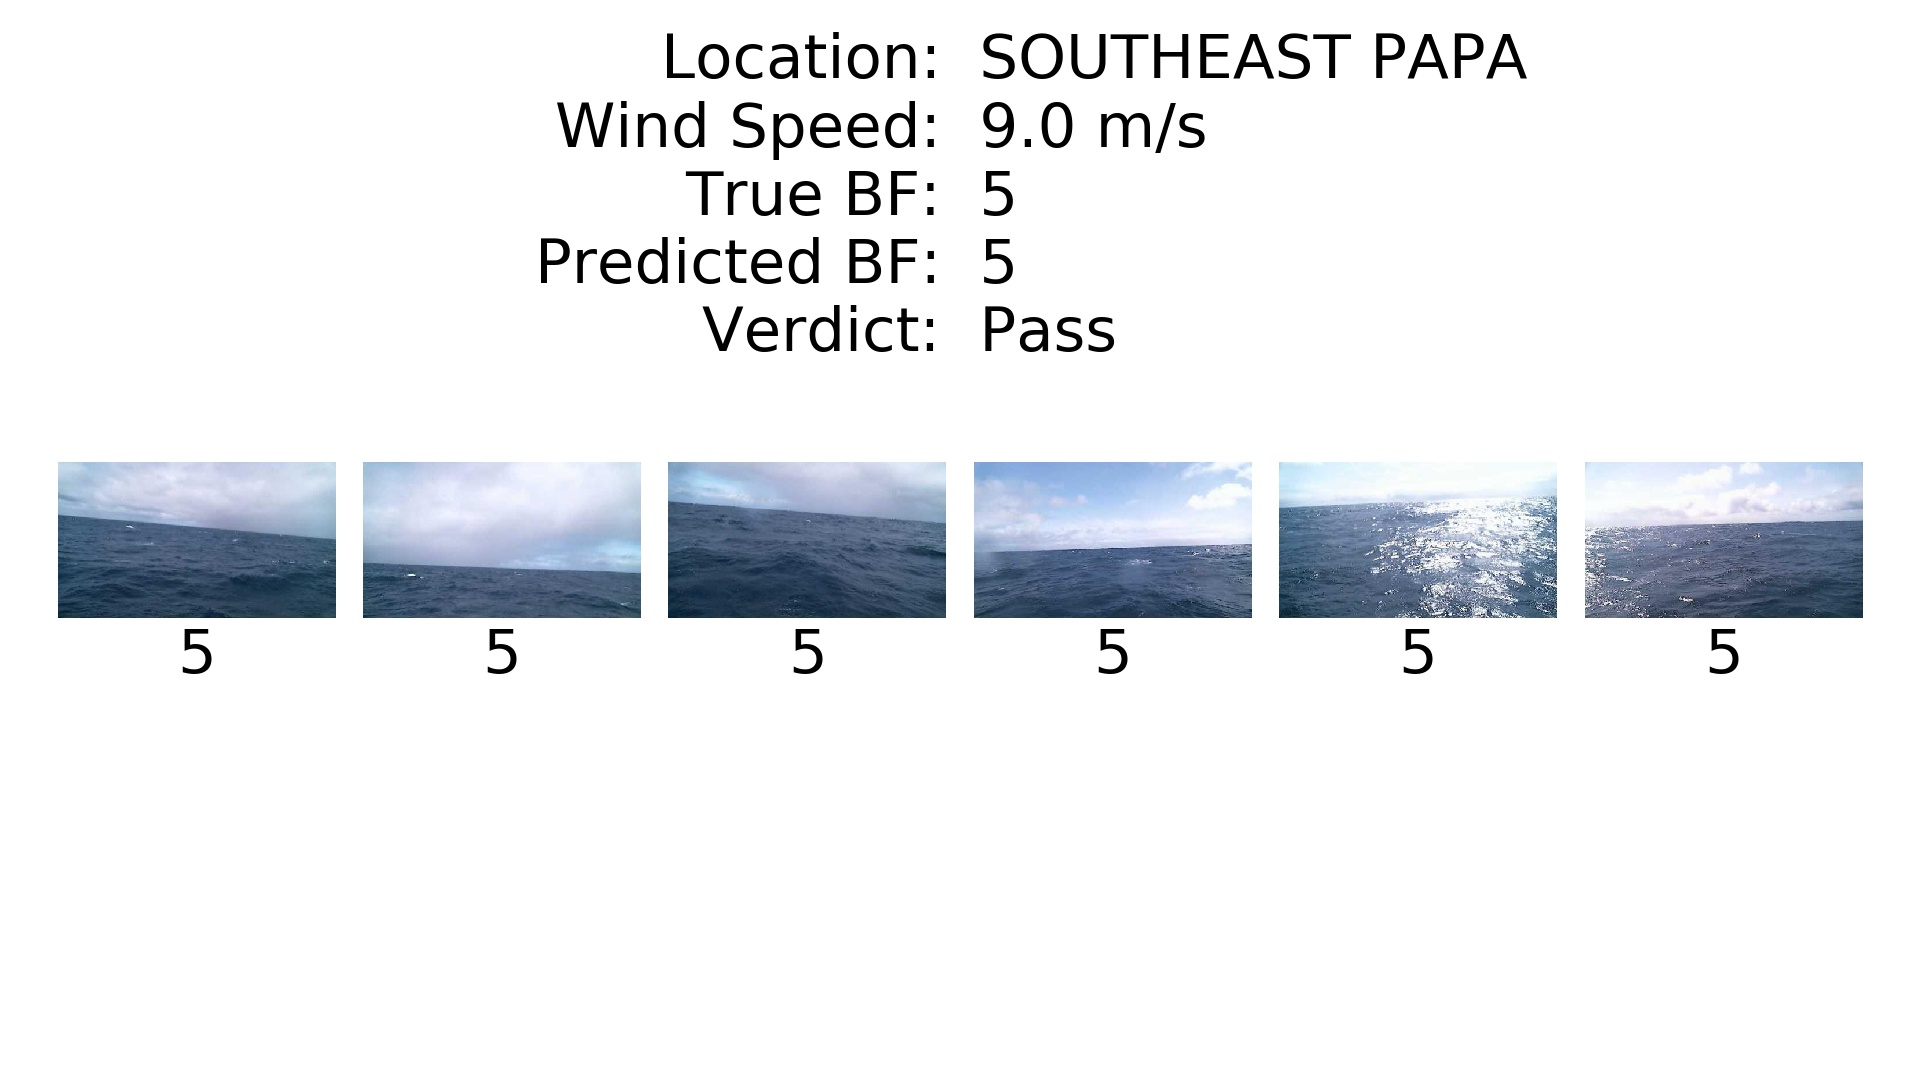 Location: SOUTHEAST PAPA
Wind Speed: 9.0 m/s
True BF: 5
Predicted BF: 5
Verdict: Pass
5 5 5 5 5 5